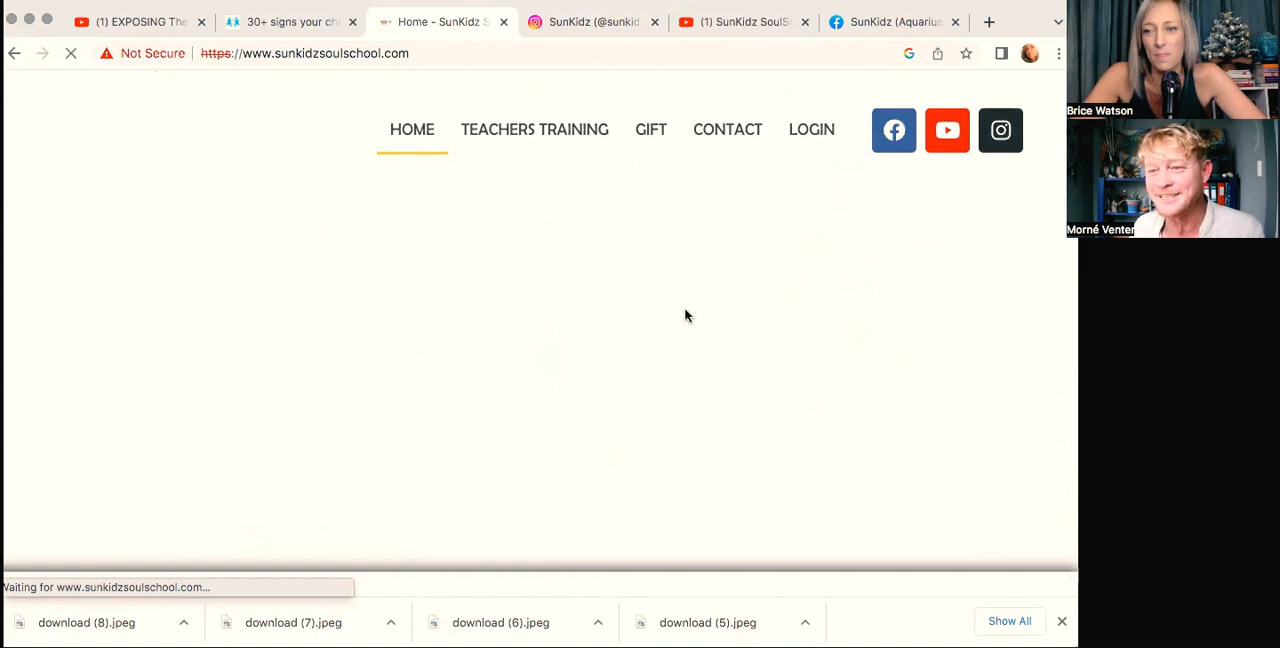 (1) EXPOSING The
30+ signs your chi
Home - SunKidz S
SunKidz (@sunkid
(1) SunKidz SoulS
SunKidz (Aquarius
Not Secure
https://www.sunkidzsoulschool.com
HOME
TEACHERS TRAINING
GIFT
CONTACT
LOGIN
Brice Watson
Morné Venter
Waiting for www.sunkidzsoulschool.com...
download (8).jpeg
download (7).jpeg
download (6).jpeg
download (5).jpeg
Show All